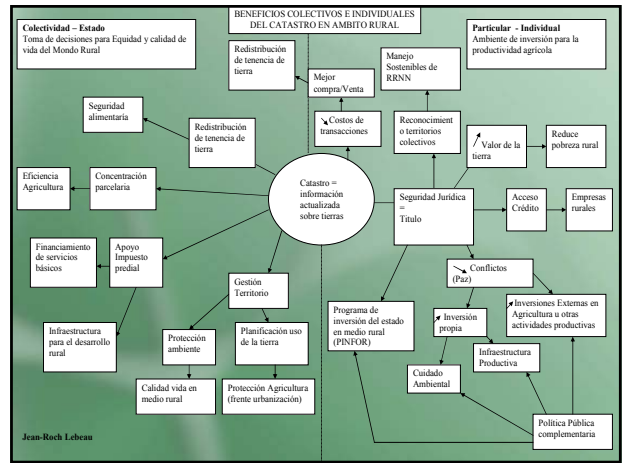 BENEFICIOS COLECTIVOS E INDIVIDUALES
DEL CATASTRO EN AMBITO RURAL
Colectividad – Estado
Toma de decisiones para Equidad y calidad de
vida del Mondo Rural
Particular - Individual
Ambiente de inversión para la
productividad agrícola
Redistribución
de tenencia de
tierra
Mejor
compra/Venta
Manejo
Sostenibles de
RRNN
Seguridad
alimentaría
Redistribución
de tenencia de
tierra
Costos de
transacciones
Reconocimient
o territorios
colectivos
Valor de la
tierra
Reduce
pobreza rural
Eficiencia
Agricultura
Concentración
parcelaria
Catastro =
información
actualizada
sobre tierras
Seguridad Jurídica
=
Titulo
Acceso
Crédito
Empresas
rurales
Financiamiento
de servicios
básicos
Apoyo
Impuesto
predial
Gestión
Territorio
Conflictos
(Paz)
Infraestructura
para el desarrollo
rural
Protección
ambiente
Planificación uso
de la tierra
Programa de
inversión del estado
en medio rural
(PINFOR)
Inversión
propia
Inversiones Externas en
Agricultura u otras
actividades productivas
Infraestructura
Productiva
Calidad vida en
medio rural
Protección Agricultura
(frente urbanización)
Cuidado
Ambiental
Política Pública
complementaria
Jean-Roch Lebeau